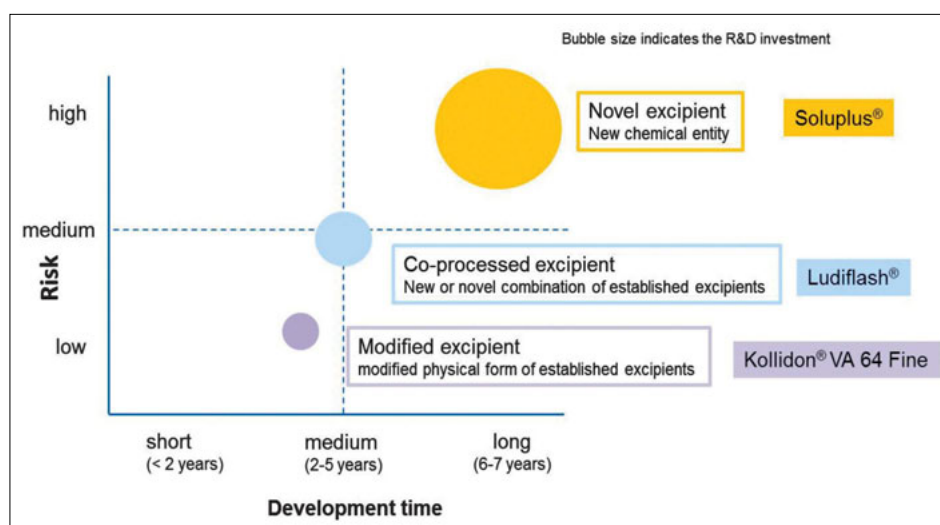 Bubble size indicates the R&D investment
high
Novel excipient
New chemical entity
Soluplus®
medium
Risk
Co-processed excipient
New or novel combination of established excipients
Ludiflash®
low
Modified excipient
modified physical form of established excipients
Kollidon® VA 64 Fine
short
(< 2 years)
medium
(2-5 years)
long
(6-7 years)
Development time